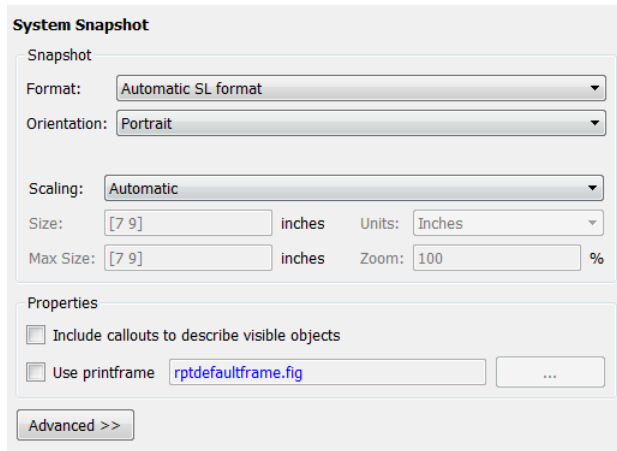 System Snapshot
Snapshot
Format: Automatic SL format
Orientation: Portrait
Scaling: Automatic
Size: [7 9] inches Units: Inches
Max Size: [7 9] inches Zoom: 100 %
Properties
Include callouts to describe visible objects
Use printframe rptdefaultframe.fig ...
Advanced >>